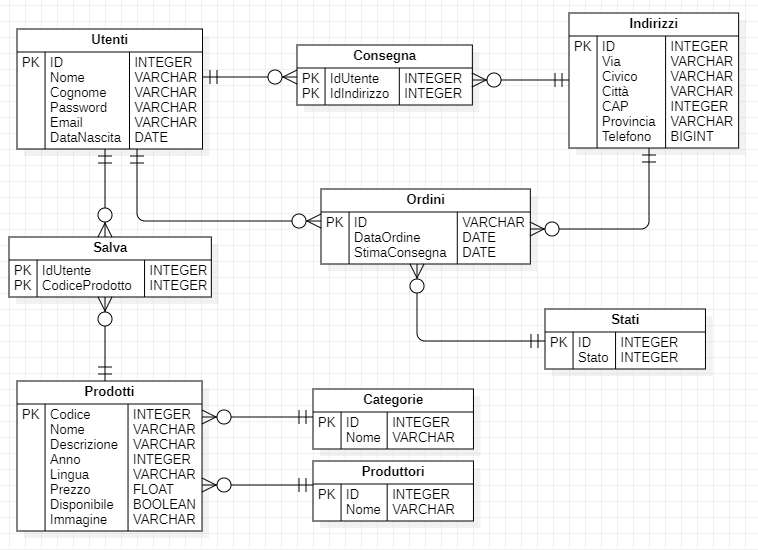 Utenti
PK ID INTEGER
Nome VARCHAR
Cognome VARCHAR
Password VARCHAR
Email VARCHAR
DataNascita DATE
Consegna
PK IdUtente INTEGER
PK IdIndirizzo INTEGER
Indirizzi
PK ID INTEGER
Via VARCHAR
Civico VARCHAR
Città VARCHAR
CAP INTEGER
Provincia VARCHAR
Telefono BIGINT
Ordini
PK ID VARCHAR
DataOrdine DATE
StimaConsegna DATE
Salva
PK IdUtente INTEGER
PK CodiceProdotto INTEGER
Stati
PK ID INTEGER
Stato INTEGER
Prodotti
PK Codice INTEGER
Nome VARCHAR
Descrizione VARCHAR
Anno INTEGER
Lingua VARCHAR
Prezzo FLOAT
Disponibile BOOLEAN
Immagine VARCHAR
Categorie
PK ID INTEGER
Nome VARCHAR
Produttori
PK ID INTEGER
Nome VARCHAR